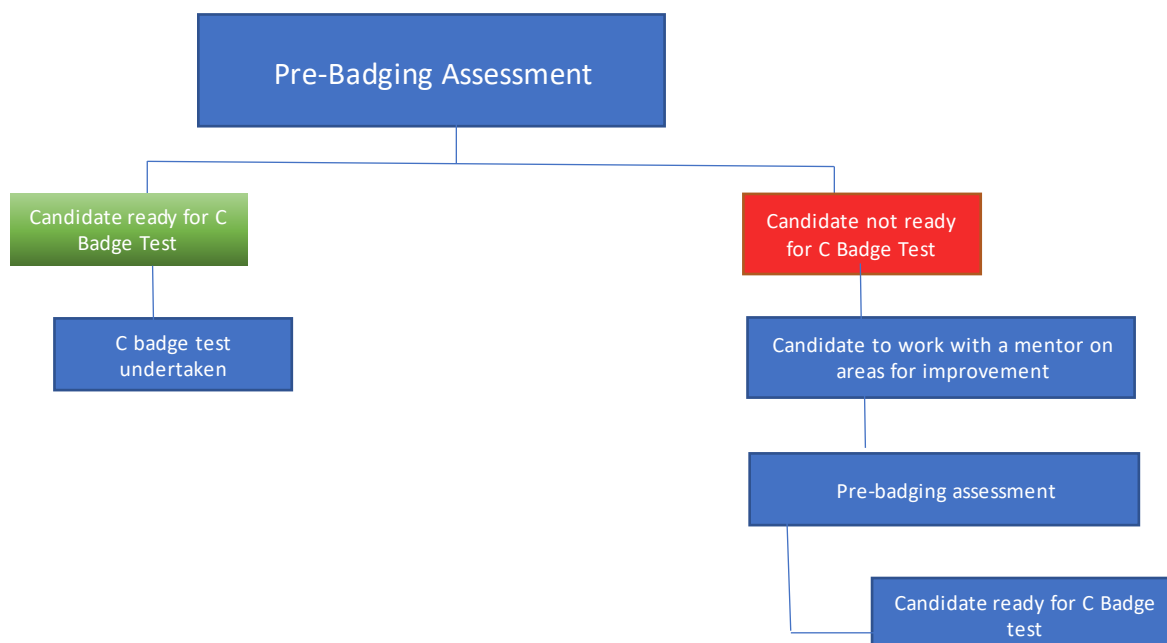 Pre-Badging Assessment
Candidate ready for C
Badge Test
Candidate not ready
for C Badge Test
C badge test
undertaken
Candidate to work with a mentor on
areas for improvement
Pre-badging assessment
Candidate ready for C Badge
test